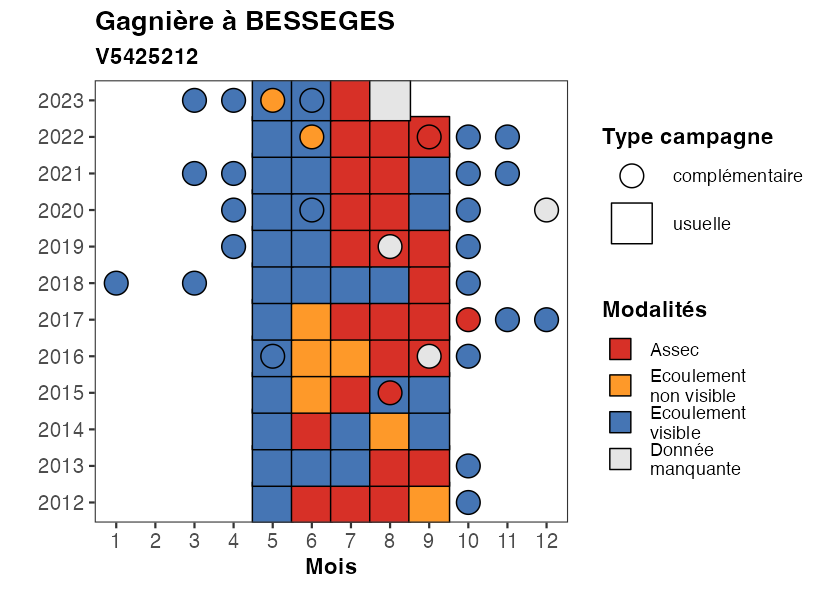 Gagnière à BESSEGES
V5425212
2023
2022
2021
2020
2019
2018
2017
2016
2015
2014
2013
2012
1 2 3 4 5 6 7 8 9 10 11 12
Mois
Type campagne
complémentaire
usuelle
Modalités
Assec
Ecoulement
non visible
Ecoulement
visible
Donnée
manquante